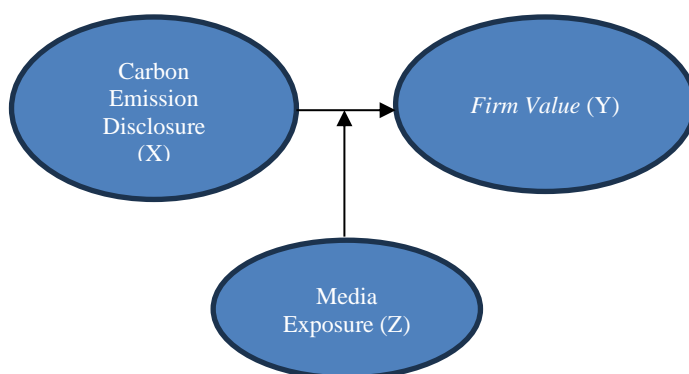 Carbon
Emission
Disclosure
(X)
Firm Value (Y)
Media
Exposure (Z)